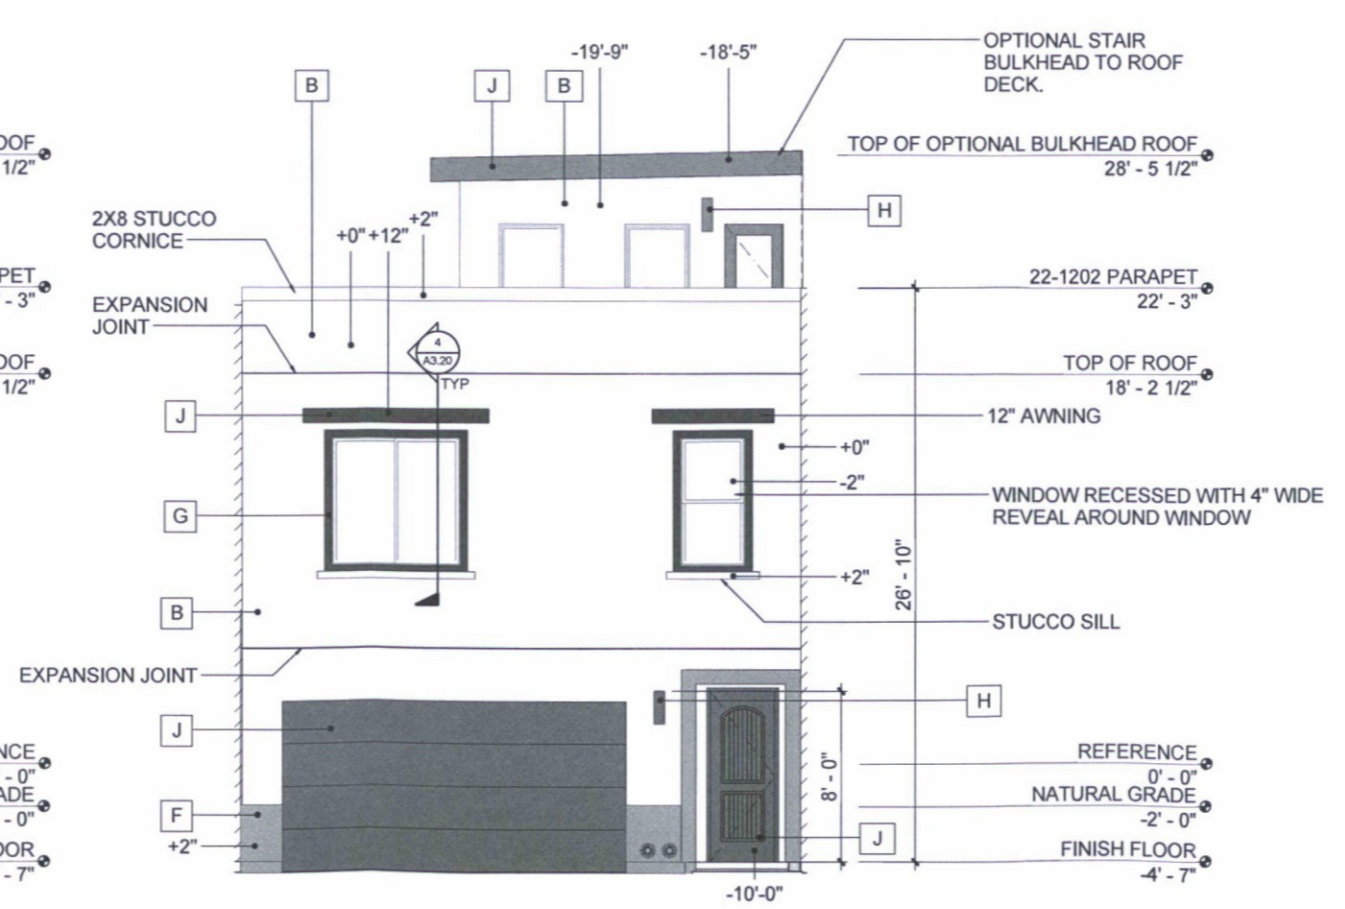 OPTIONAL STAIR
BULKHEAD TO ROOF
DECK.
-19'-9"
-18'-5"
B
J
B
OOF
1/2"
TOP OF OPTIONAL BULKHEAD ROOF
28' - 5 1/2"
H
2X8 STUCCO
CORNICE
+0"
+12"
+2"
PET
' - 3"
22-1202 PARAPET
22' - 3"
EXPANSION
JOINT
4
A3.20
TYP
OOF
1/2"
TOP OF ROOF
18' - 2 1/2"
J
12" AWNING
+0"
-2"
G
WINDOW RECESSED WITH 4" WIDE
REVEAL AROUND WINDOW
26' - 10"
+2"
B
STUCCO SILL
EXPANSION JOINT
H
J
8' - 0"
NCE
' - 0"
REFERENCE
0' - 0"
ADE
- 0"
NATURAL GRADE
-2' - 0"
F
+2"
J
OOR
- 7"
FINISH FLOOR
-4' - 7"
-10'-0"